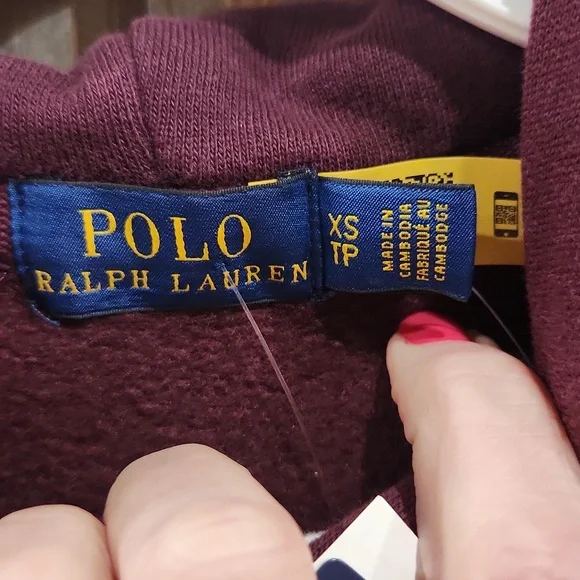 POLO
RALPH LAUREN
XS
TP
MADE IN
CAMBODIA
FABRIQUÉ AU
CAMBODGE